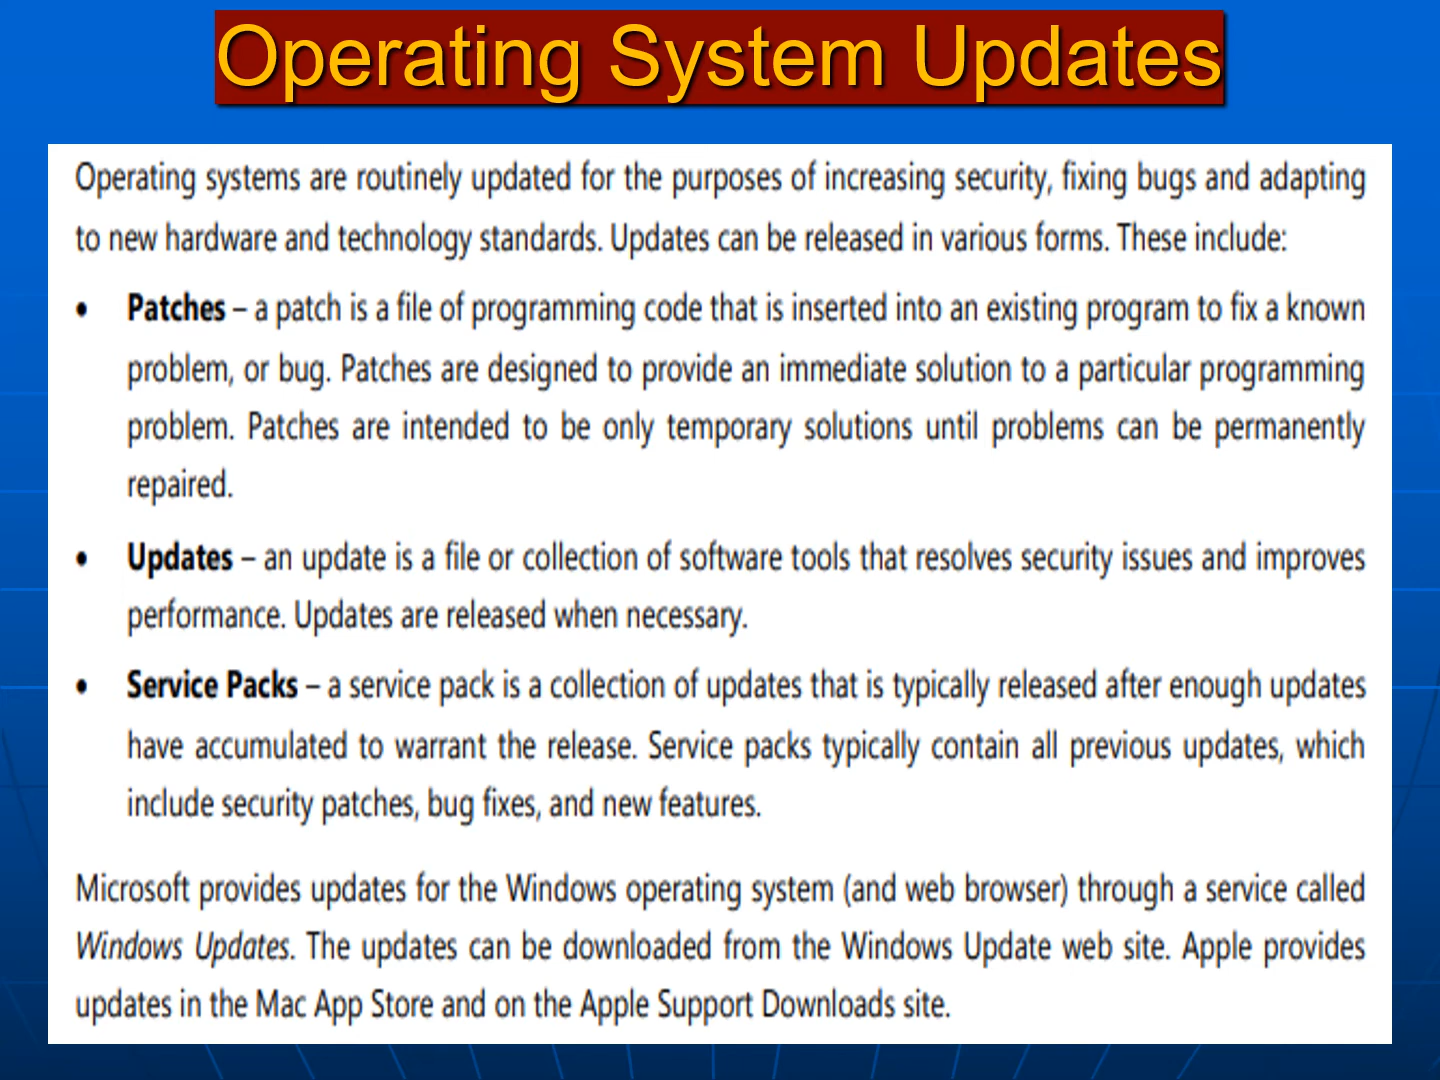 Operating System Updates
Operating systems are routinely updated for the purposes of increasing security, fixing bugs and adapting
to new hardware and technology standards. Updates can be released in various forms. These include:
• Patches – a patch is a file of programming code that is inserted into an existing program to fix a known
problem, or bug. Patches are designed to provide an immediate solution to a particular programming
problem. Patches are intended to be only temporary solutions until problems can be permanently
repaired.
• Updates – an update is a file or collection of software tools that resolves security issues and improves
performance. Updates are released when necessary.
• Service Packs – a service pack is a collection of updates that is typically released after enough updates
have accumulated to warrant the release. Service packs typically contain all previous updates, which
include security patches, bug fixes, and new features.
Microsoft provides updates for the Windows operating system (and web browser) through a service called
Windows Updates. The updates can be downloaded from the Windows Update web site. Apple provides
updates in the Mac App Store and on the Apple Support Downloads site.